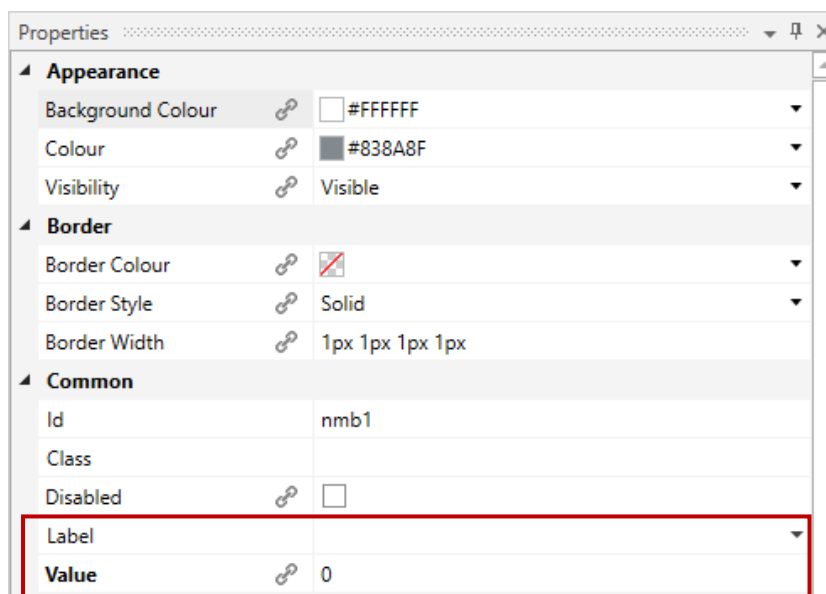 Properties
Appearance
Background Colour #FFFFFF
Colour #838A8F
Visibility Visible
Border
Border Colour
Border Style Solid
Border Width 1px 1px 1px 1px
Common
Id nmb1
Class
Disabled
Label
Value 0